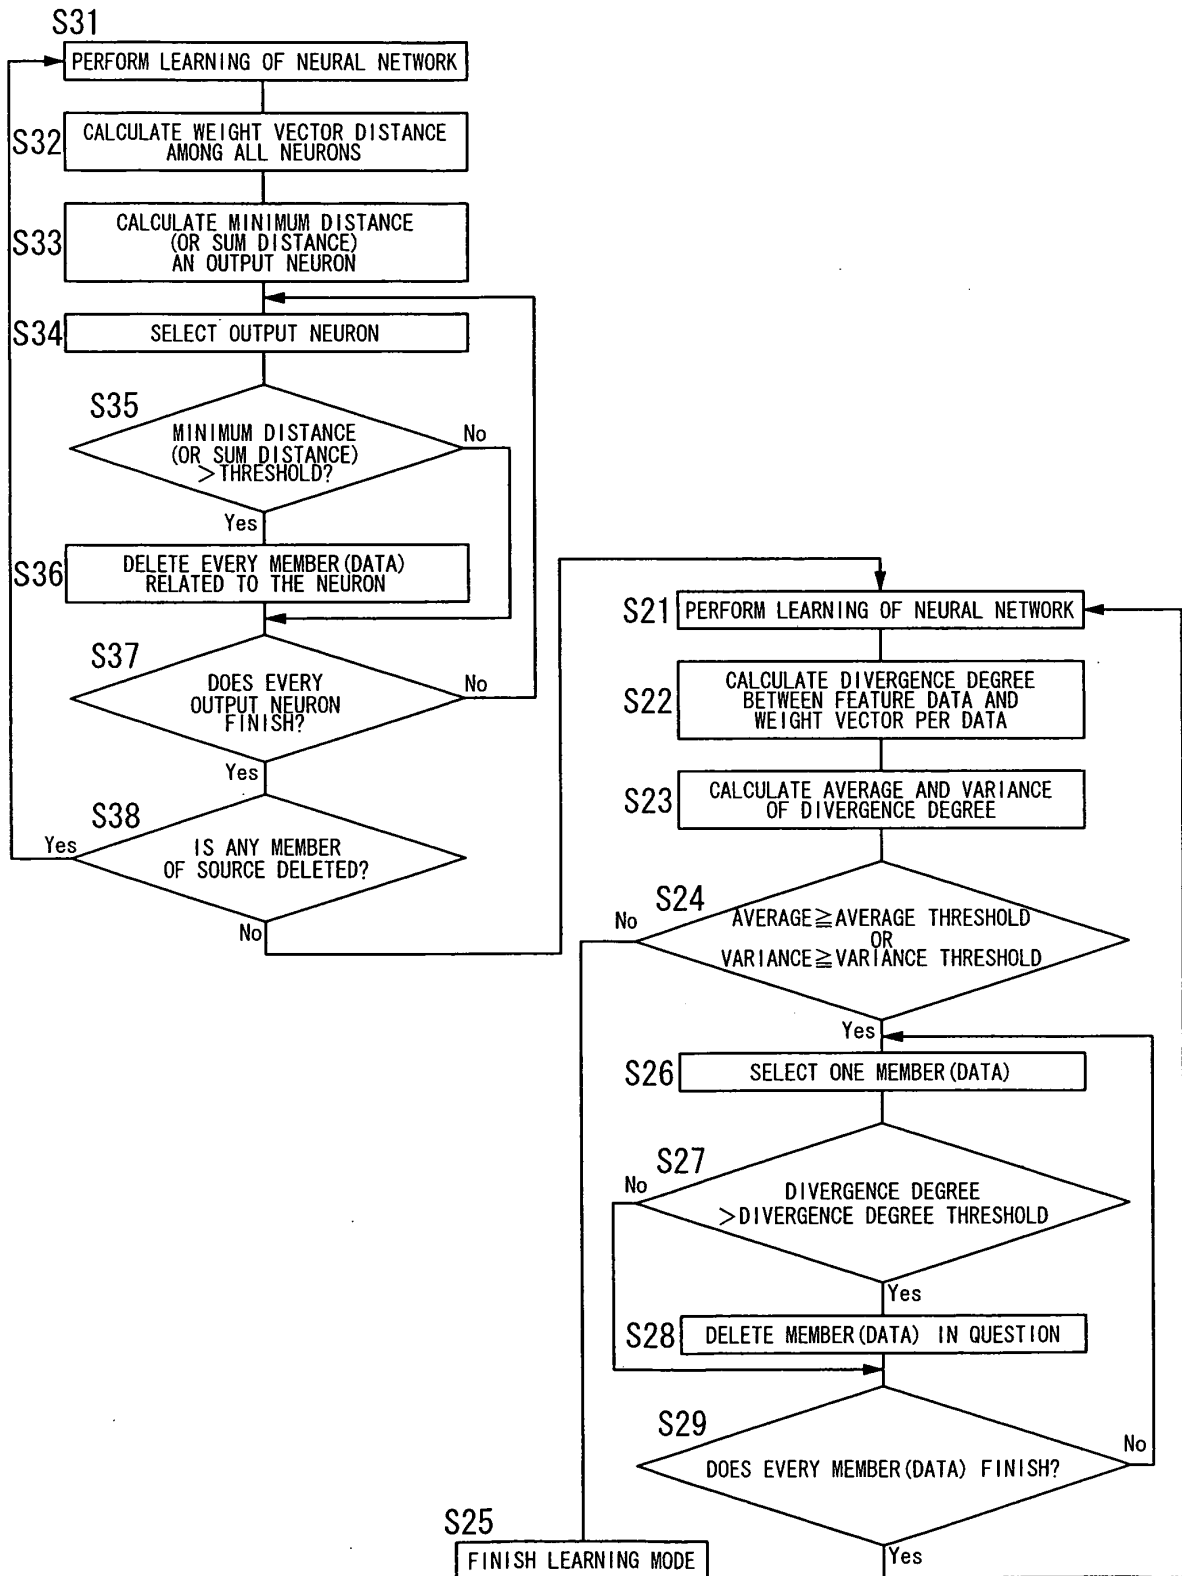 S31
PERFORM LEARNING OF NEURAL NETWORK
S32
CALCULATE WEIGHT VECTOR DISTANCE
AMONG ALL NEURONS
S33
CALCULATE MINIMUM DISTANCE
(OR SUM DISTANCE)
AN OUTPUT NEURON
S34
SELECT OUTPUT NEURON
S35
MINIMUM DISTANCE
(OR SUM DISTANCE)
>THRESHOLD?
No
Yes
S36
DELETE EVERY MEMBER(DATA)
RELATED TO THE NEURON
S37
DOES EVERY
OUTPUT NEURON
FINISH?
No
Yes
S38
Yes
IS ANY MEMBER
OF SOURCE DELETED?
No
S21
PERFORM LEARNING OF NEURAL NETWORK
S22
CALCULATE DIVERGENCE DEGREE
BETWEEN FEATURE DATA AND
WEIGHT VECTOR PER DATA
S23
CALCULATE AVERAGE AND VARIANCE
OF DIVERGENCE DEGREE
S24
No
AVERAGE≧AVERAGE THRESHOLD
OR
VARIANCE≧VARIANCE THRESHOLD
Yes
S26
SELECT ONE MEMBER(DATA)
S27
No
DIVERGENCE DEGREE
>DIVERGENCE DEGREE THRESHOLD
Yes
S28
DELETE MEMBER(DATA) IN QUESTION
S29
No
DOES EVERY MEMBER(DATA) FINISH?
Yes
S25
FINISH LEARNING MODE